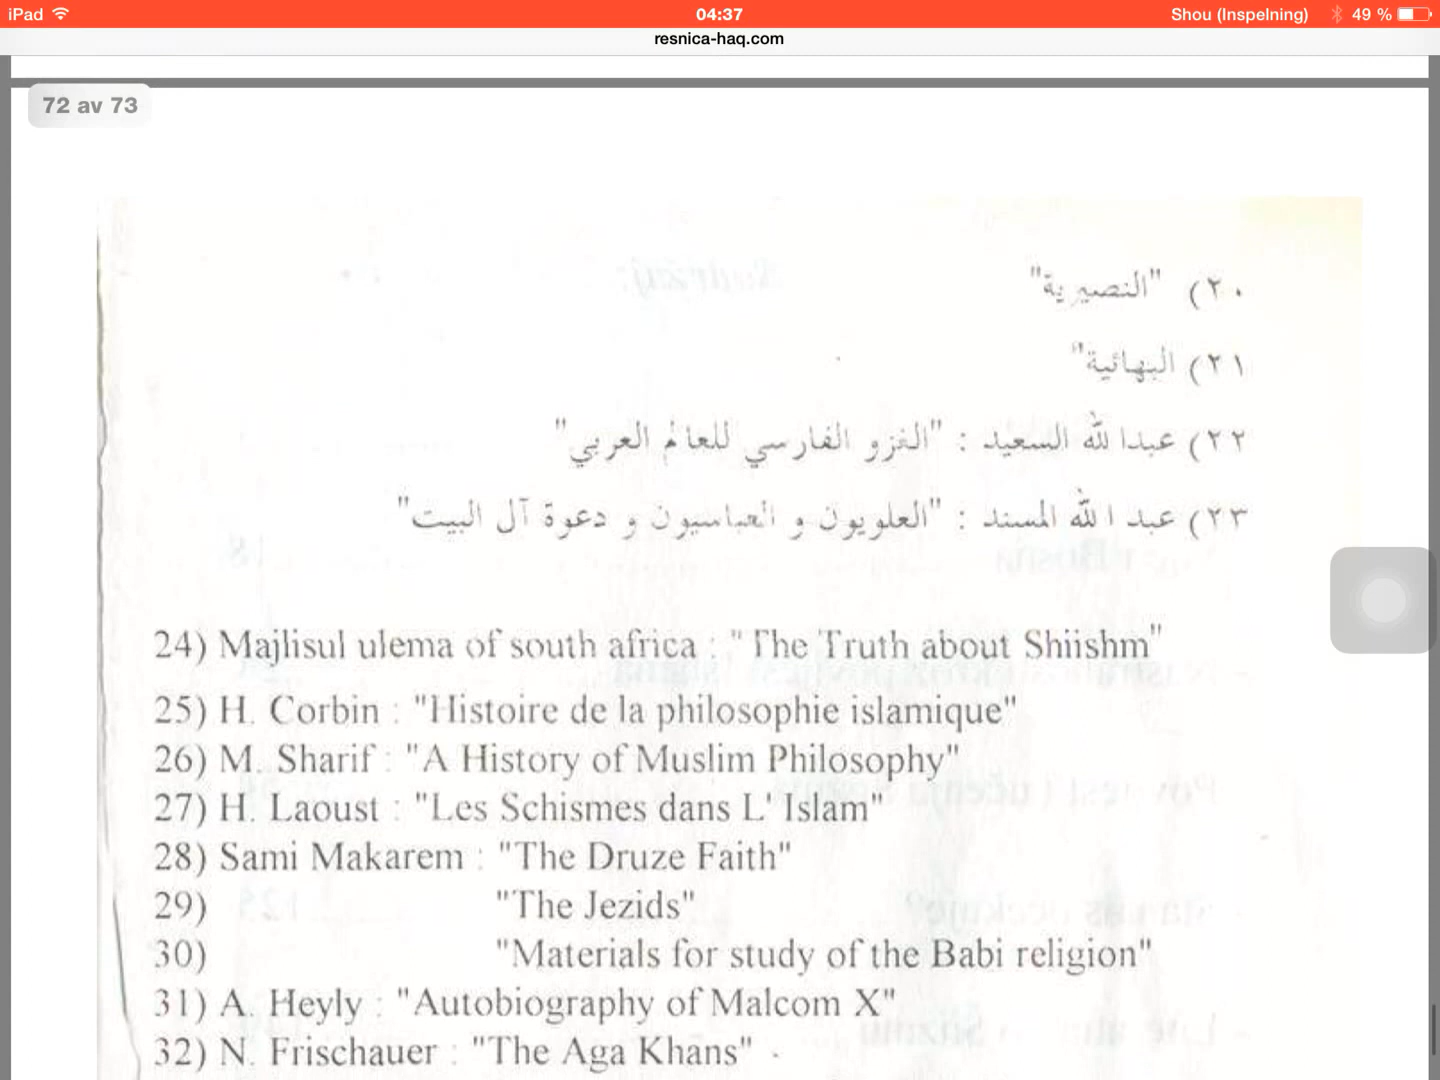 iPad 04:37 Shou (Inspelning) 49 %
resnica-haq.com
72 av 73
٢٠) "النصيرية"
٢١) البهائية"
٢٢) عبدا لله السعيد : "الغزو الفارسي للعالم العربي"
٢٣) عبد ا لله المسند : "العلويون و العباسيون و دعوة آل البيت"
24) Majlisul ulema of south africa : "The Truth about Shiishm"
25) H. Corbin : "Histoire de la philosophie islamique"
26) M. Sharif : "A History of Muslim Philosophy"
27) H. Laoust : "Les Schismes dans L' Islam"
28) Sami Makarem : "The Druze Faith"
29) "The Jezids"
30) "Materials for study of the Babi religion"
31) A. Heyly : "Autobiography of Malcom X"
32) N. Frischauer : "The Aga Khans"